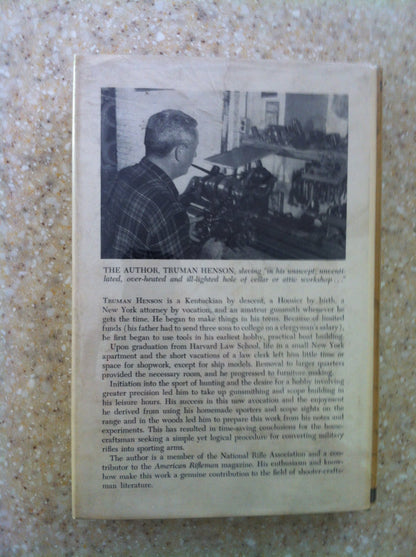 THE AUTHOR, TRUMAN HENSON, slaving "in his unswept, unventi-
lated, over-heated and ill-lighted hole of cellar or attic workshop . . ."
TRUMAN HENSON is a Kentuckian by descent, a Hoosier by birth, a
New York attorney by vocation, and an amateur gunsmith whenever he
gets the time. He began to make things in his teens. Because of limited
funds (his father had to send three sons to college on a clergyman's salary),
he first began to use tools in his earliest hobby, practical boat building.
Upon graduation from Harvard Law School, life in a small New York
apartment and the short vacations of a law clerk left him little time or
space for shopwork, except for ship models. Removal to larger quarters
provided the necessary room, and he progressed to furniture making.
Initiation into the sport of hunting and the desire for a hobby involving
greater precision led him to take up gunsmithing and scope building in
his leisure hours. His success in this new avocation and the enjoyment
he derived from using his homemade sporters and scope sights on the
range and in the woods led him to prepare this work from his notes and
experiments. This has resulted in time-saving conclusions for the home-
craftsman seeking a simple yet logical procedure for converting military
rifles into sporting arms.
The author is a member of the National Rifle Association and a con-
tributor to the American Rifleman magazine. His enthusiasm and know-
how make this work a genuine contribution to the field of shooter-crafts-
man literature.